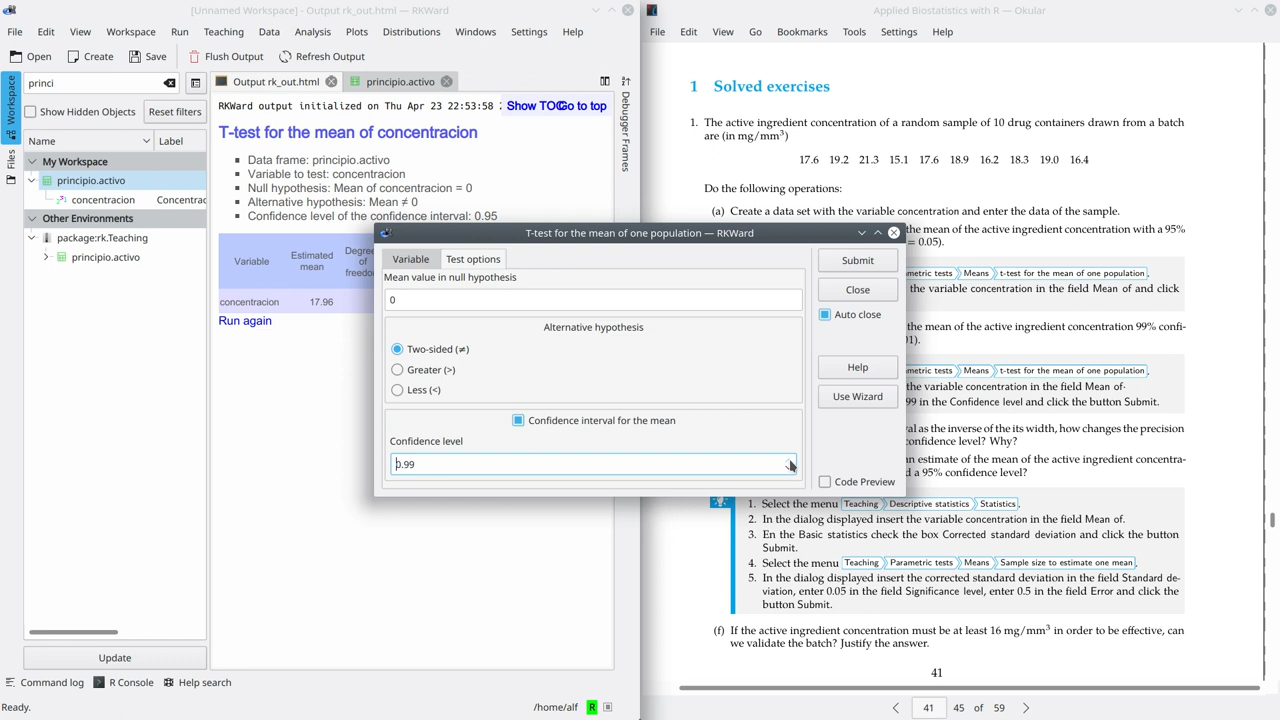 [Unnamed Workspace] - Output rk_out.html — RKWard
File Edit View Workspace Run Teaching Data Analysis Plots Distributions Windows Settings Help
Open Create Save Flush Output Refresh Output
Workspace
Files
princi
Show Hidden Objects
Reset filters
Name Label
My Workspace
principio.activo
concentracion Concentrac
Other Environments
package:rk.Teaching
principio.activo
Update
Output rk_out.html principio.activo
Debugger Frames
RKWard output initialized on Thu Apr 23 22:53:58
Show TOC
Go to top
T-test for the mean of concentracion
Data frame: principio.activo
Variable to test: concentracion
Null hypothesis: Mean of concentracion = 0
Alternative hypothesis: Mean ≠ 0
Confidence level of the confidence interval: 0.95
Variable Estimated mean Degre of freedo
concentracion 17.96
Run again
Command log R Console Help search
Ready. /home/alf R
T-test for the mean of one population — RKWard
Variable Test options
Mean value in null hypothesis
0
Alternative hypothesis
Two-sided (≠)
Greater (>)
Less (<)
Confidence interval for the mean
Confidence level
0.99
Submit
Close
Auto close
Help
Use Wizard
Code Preview
Applied Biostatistics with R — Okular
File Edit View Go Bookmarks Tools Settings Help
1 Solved exercises
1. The active ingredient concentration of a random sample of 10 drug containers drawn from a batch
are (in mg/mm³)
17.6 19.2 21.3 15.1 17.6 18.9 16.2 18.3 19.0 16.4
Do the following operations:
(a) Create a data set with the variable concentration and enter the data of the sample.
the mean of the active ingredient concentration with a 95%
= 0.05).
metric tests Means t-test for the mean of one population.
the variable concentration in the field Mean of and click
the mean of the active ingredient concentration 99% confi-
01).
metric tests Means t-test for the mean of one population.
the variable concentration in the field Mean of.
99 in the Confidence level and click the button Submit.
val as the inverse of the its width, how changes the precision
confidence level? Why?
an estimate of the mean of the active ingredient concentra-
d a 95% confidence level?
1. Select the menu Teaching Descriptive statistics Statistics.
2. In the dialog displayed insert the variable concentration in the field Mean of.
3. En the Basic statistics check the box Corrected standard deviation and click the button
Submit.
4. Select the menu Teaching Parametric tests Means Sample size to estimate one mean.
5. In the dialog displayed insert the corrected standard deviation in the field Standard de-
viation, enter 0.05 in the field Significance level, enter 0.5 in the field Error and click the
button Submit.
(f) If the active ingredient concentration must be at least 16 mg/mm³ in order to be effective, can
we validate the batch? Justify the answer.
41
41 45 of 59